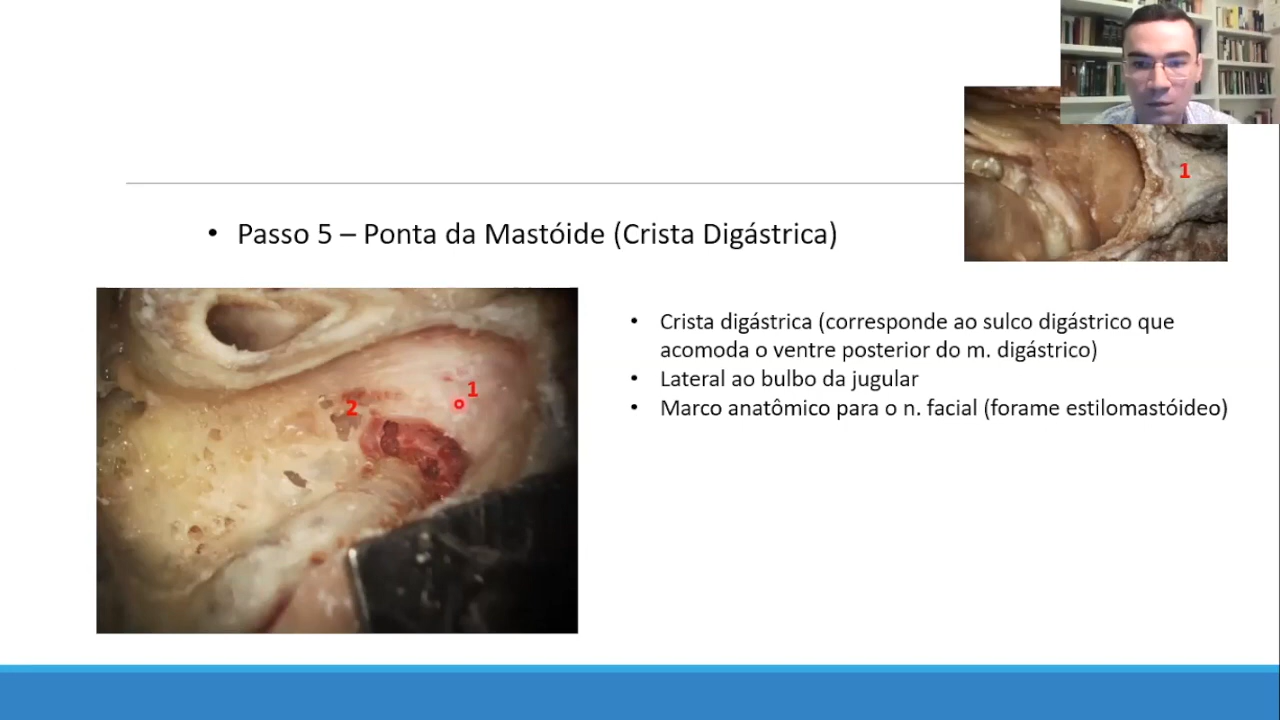 1
• Passo 5 – Ponta da Mastóide (Crista Digástrica)
1
2
• Crista digástrica (corresponde ao sulco digástrico que
acomoda o ventre posterior do m. digástrico)
• Lateral ao bulbo da jugular
• Marco anatômico para o n. facial (forame estilomastóideo)